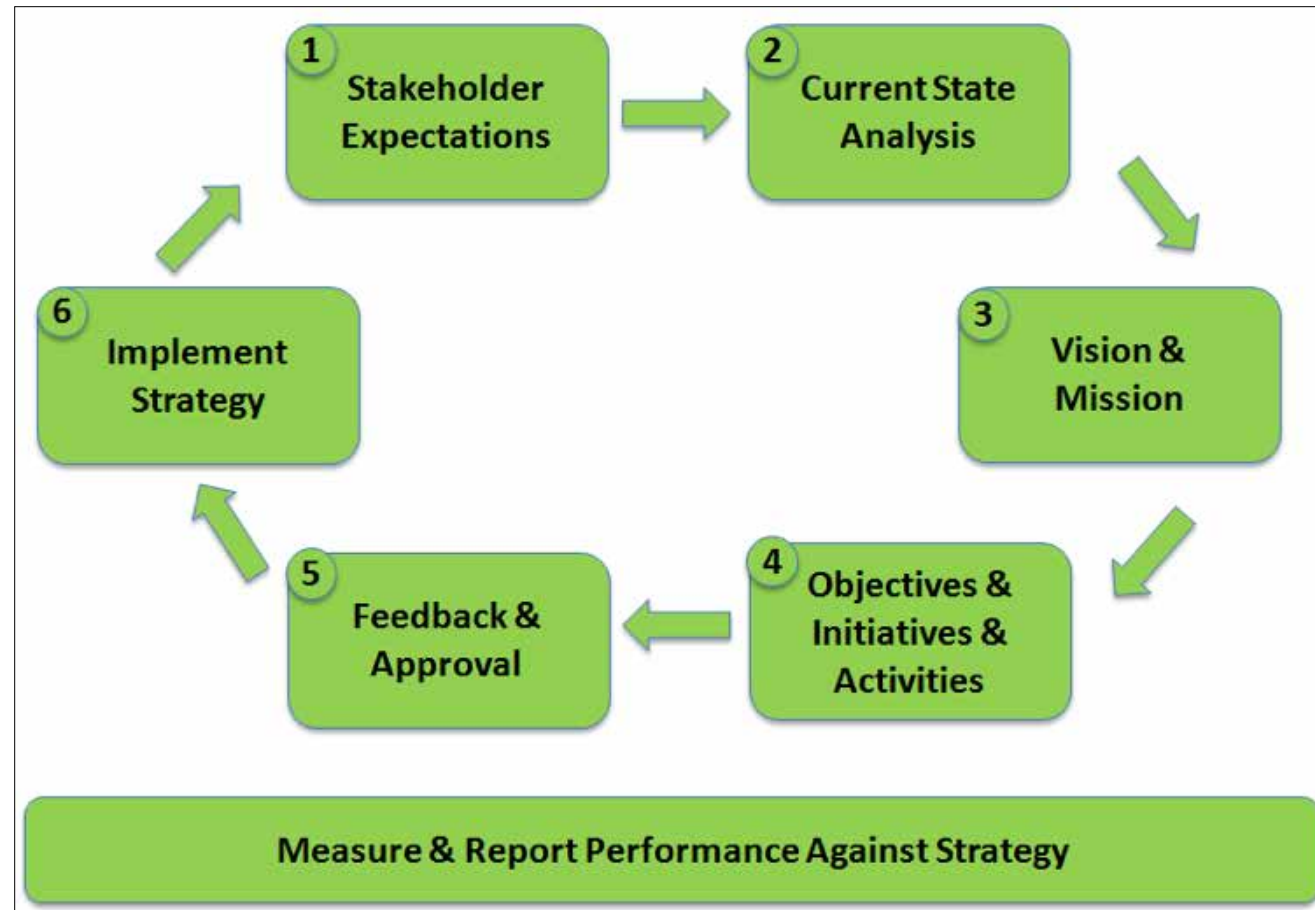 1
Stakeholder
Expectations
2
Current State
Analysis
3
Vision &
Mission
4
Objectives &
Initiatives &
Activities
5
Feedback &
Approval
6
Implement
Strategy
Measure & Report Performance Against Strategy